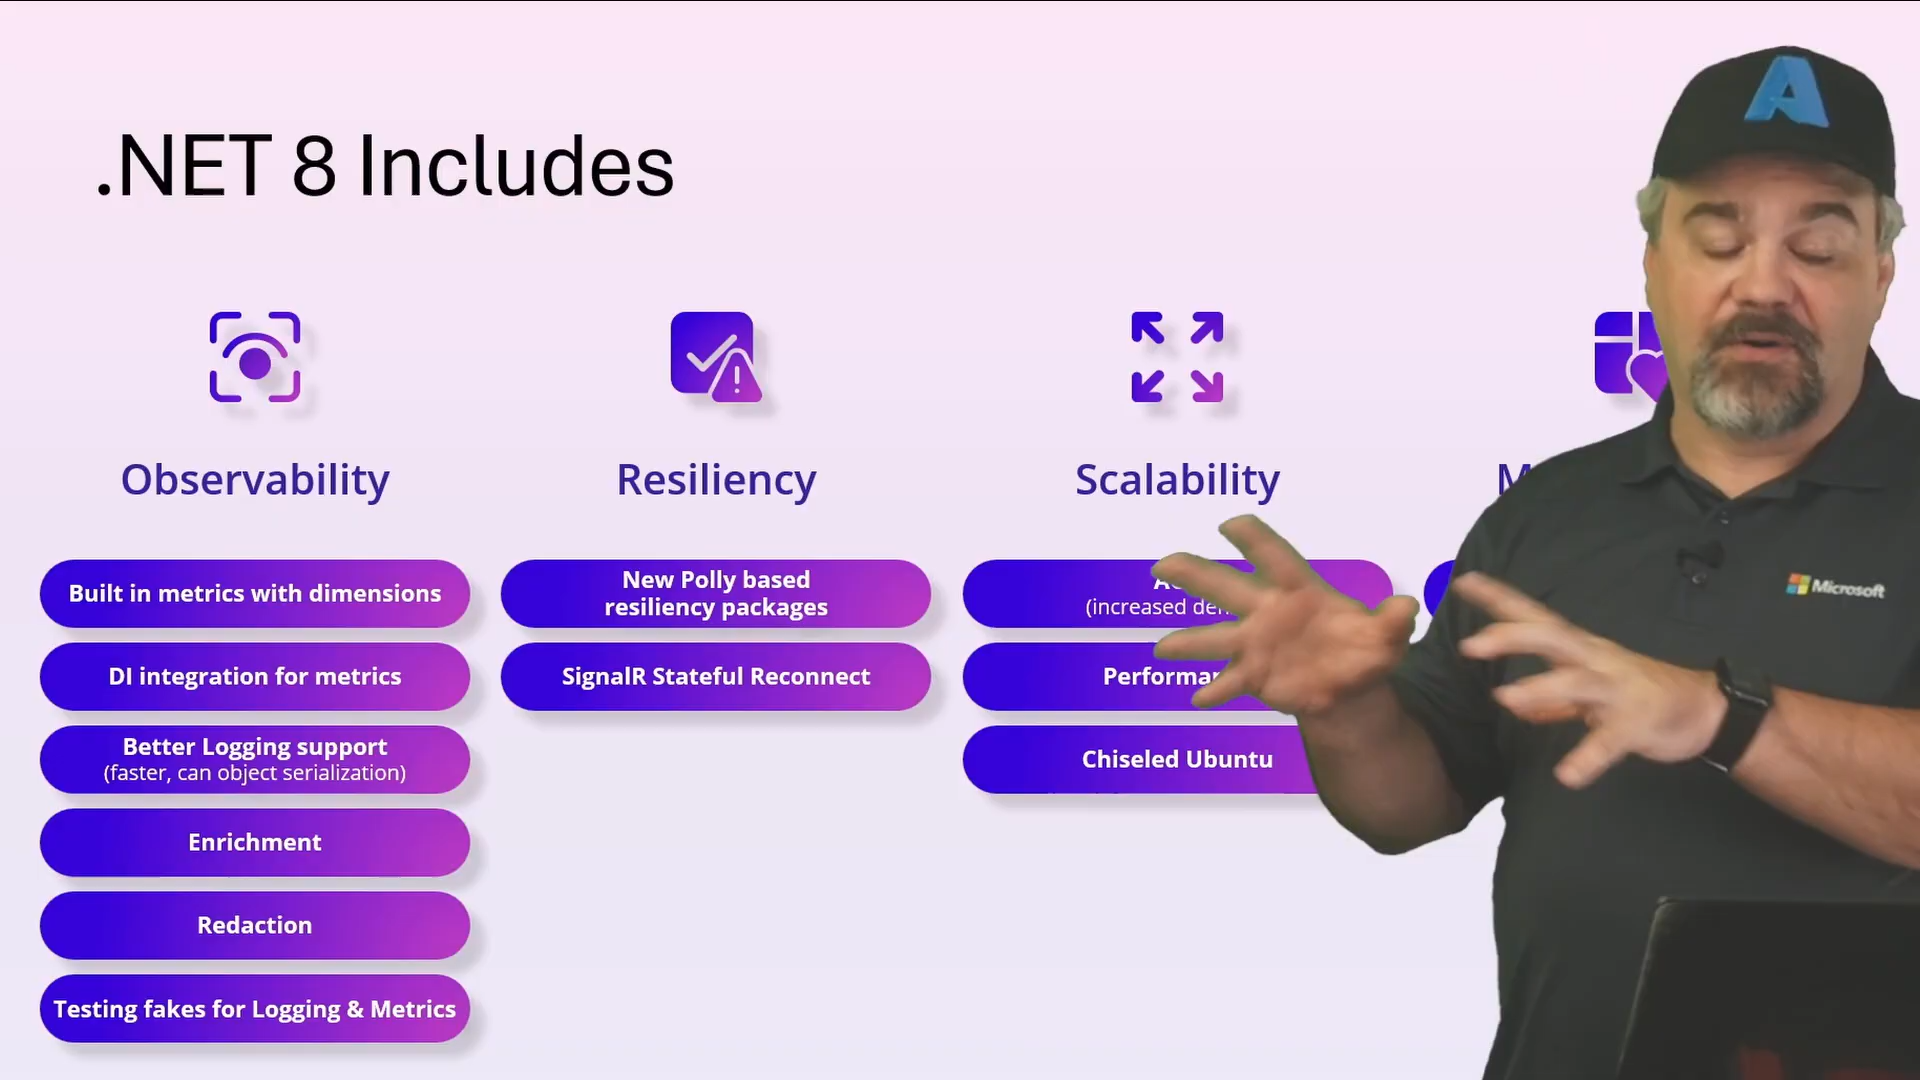 .NET 8 Includes
Observability
Built in metrics with dimensions
DI integration for metrics
Better Logging support
(faster, can object serialization)
Enrichment
Redaction
Testing fakes for Logging & Metrics
Resiliency
New Polly based
resiliency packages
SignalR Stateful Reconnect
Scalability
(increased
Chiseled Ubuntu
A
Microsoft